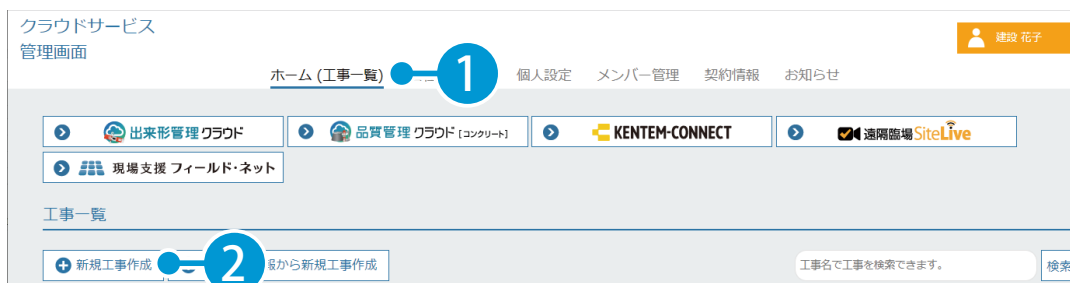 クラウドサービス
管理画面
建設 花子
ホーム (工事一覧)
1
個人設定 メンバー管理 契約情報 お知らせ
出来形管理 クラウド
品質管理 クラウド [コンクリート]
KENTEM-CONNECT
遠隔臨場 SiteLive
現場支援 フィールド・ネット
工事一覧
新規工事作成
2
から新規工事作成
工事名で工事を検索できます。
検索